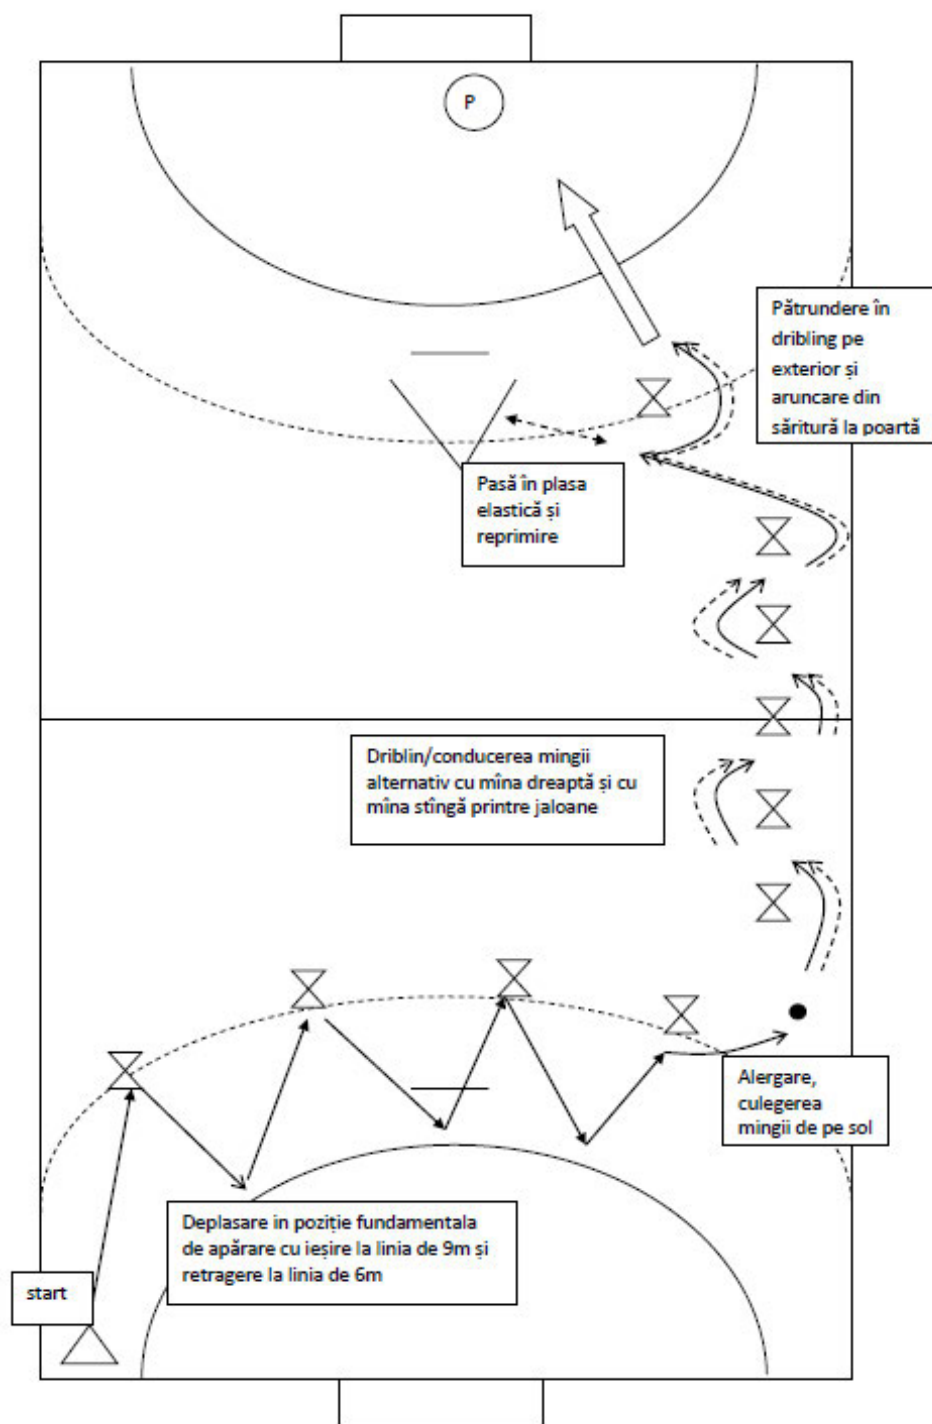 P
Pătrundere în
dribling pe
exterior și
aruncare din
săritură la poartă
Pasă în plasa
elastică și
reprimire
Driblin/conducerea mingii
alternativ cu mîna dreaptă și cu
mîna stîngă printre jaloane
Alergare,
culegerea
mingii de pe sol
Deplasare in poziție fundamentala
de apărare cu ieșire la linia de 9m și
retragere la linia de 6m
start